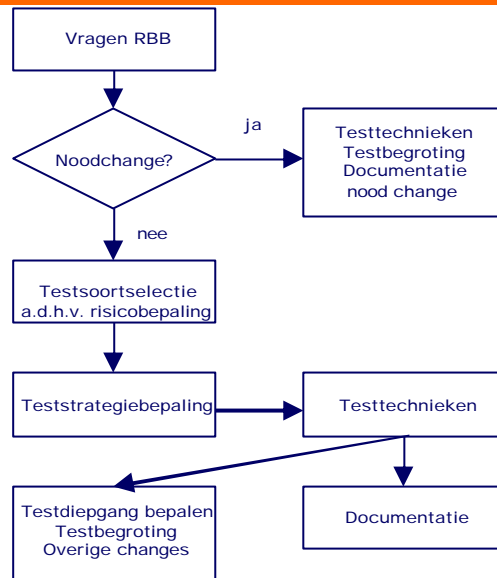 Vragen RBB
Noodchange?
ja
Testtechnieken
Testbegroting
Documentatie
nood change
nee
Testsoortselectie
a.d.h.v. risicobepaling
Teststrategiebepaling
Testtechnieken
Testdiepgang bepalen
Testbegroting
Overige changes
Documentatie